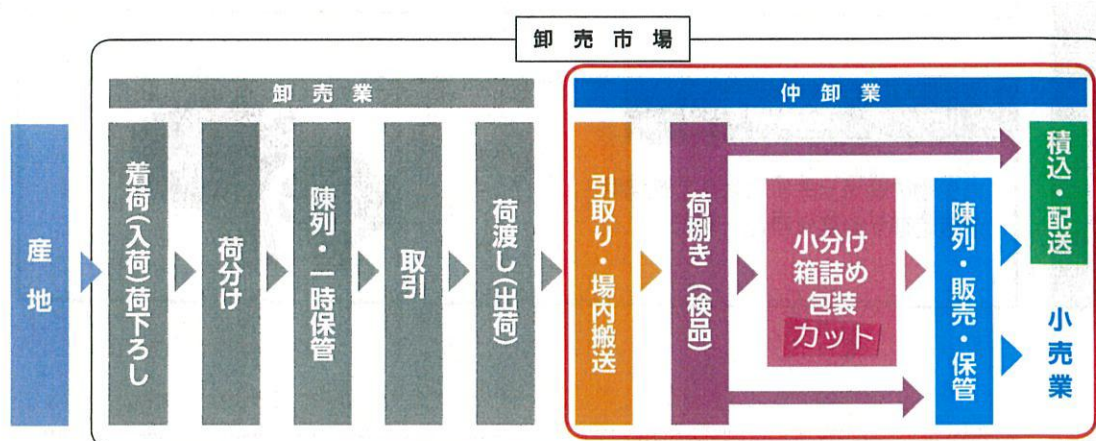 卸売市場
卸売業
仲卸業
産地
着荷(入荷)荷下ろし
荷分け
陳列・一時保管
取引
荷渡し(出荷)
引取り・場内搬送
荷捌き(検品)
小分け
箱詰め
包装
カット
陳列・販売・保管
積込・配送
小売業